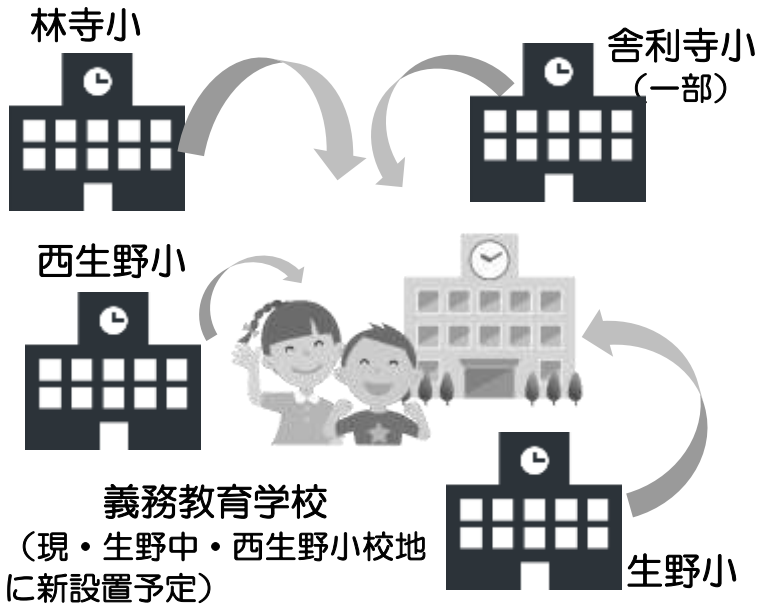 林寺小
舎利寺小
（一部）
西生野小
義務教育学校
（現・生野中・西生野小校地
に新設置予定）
生野小